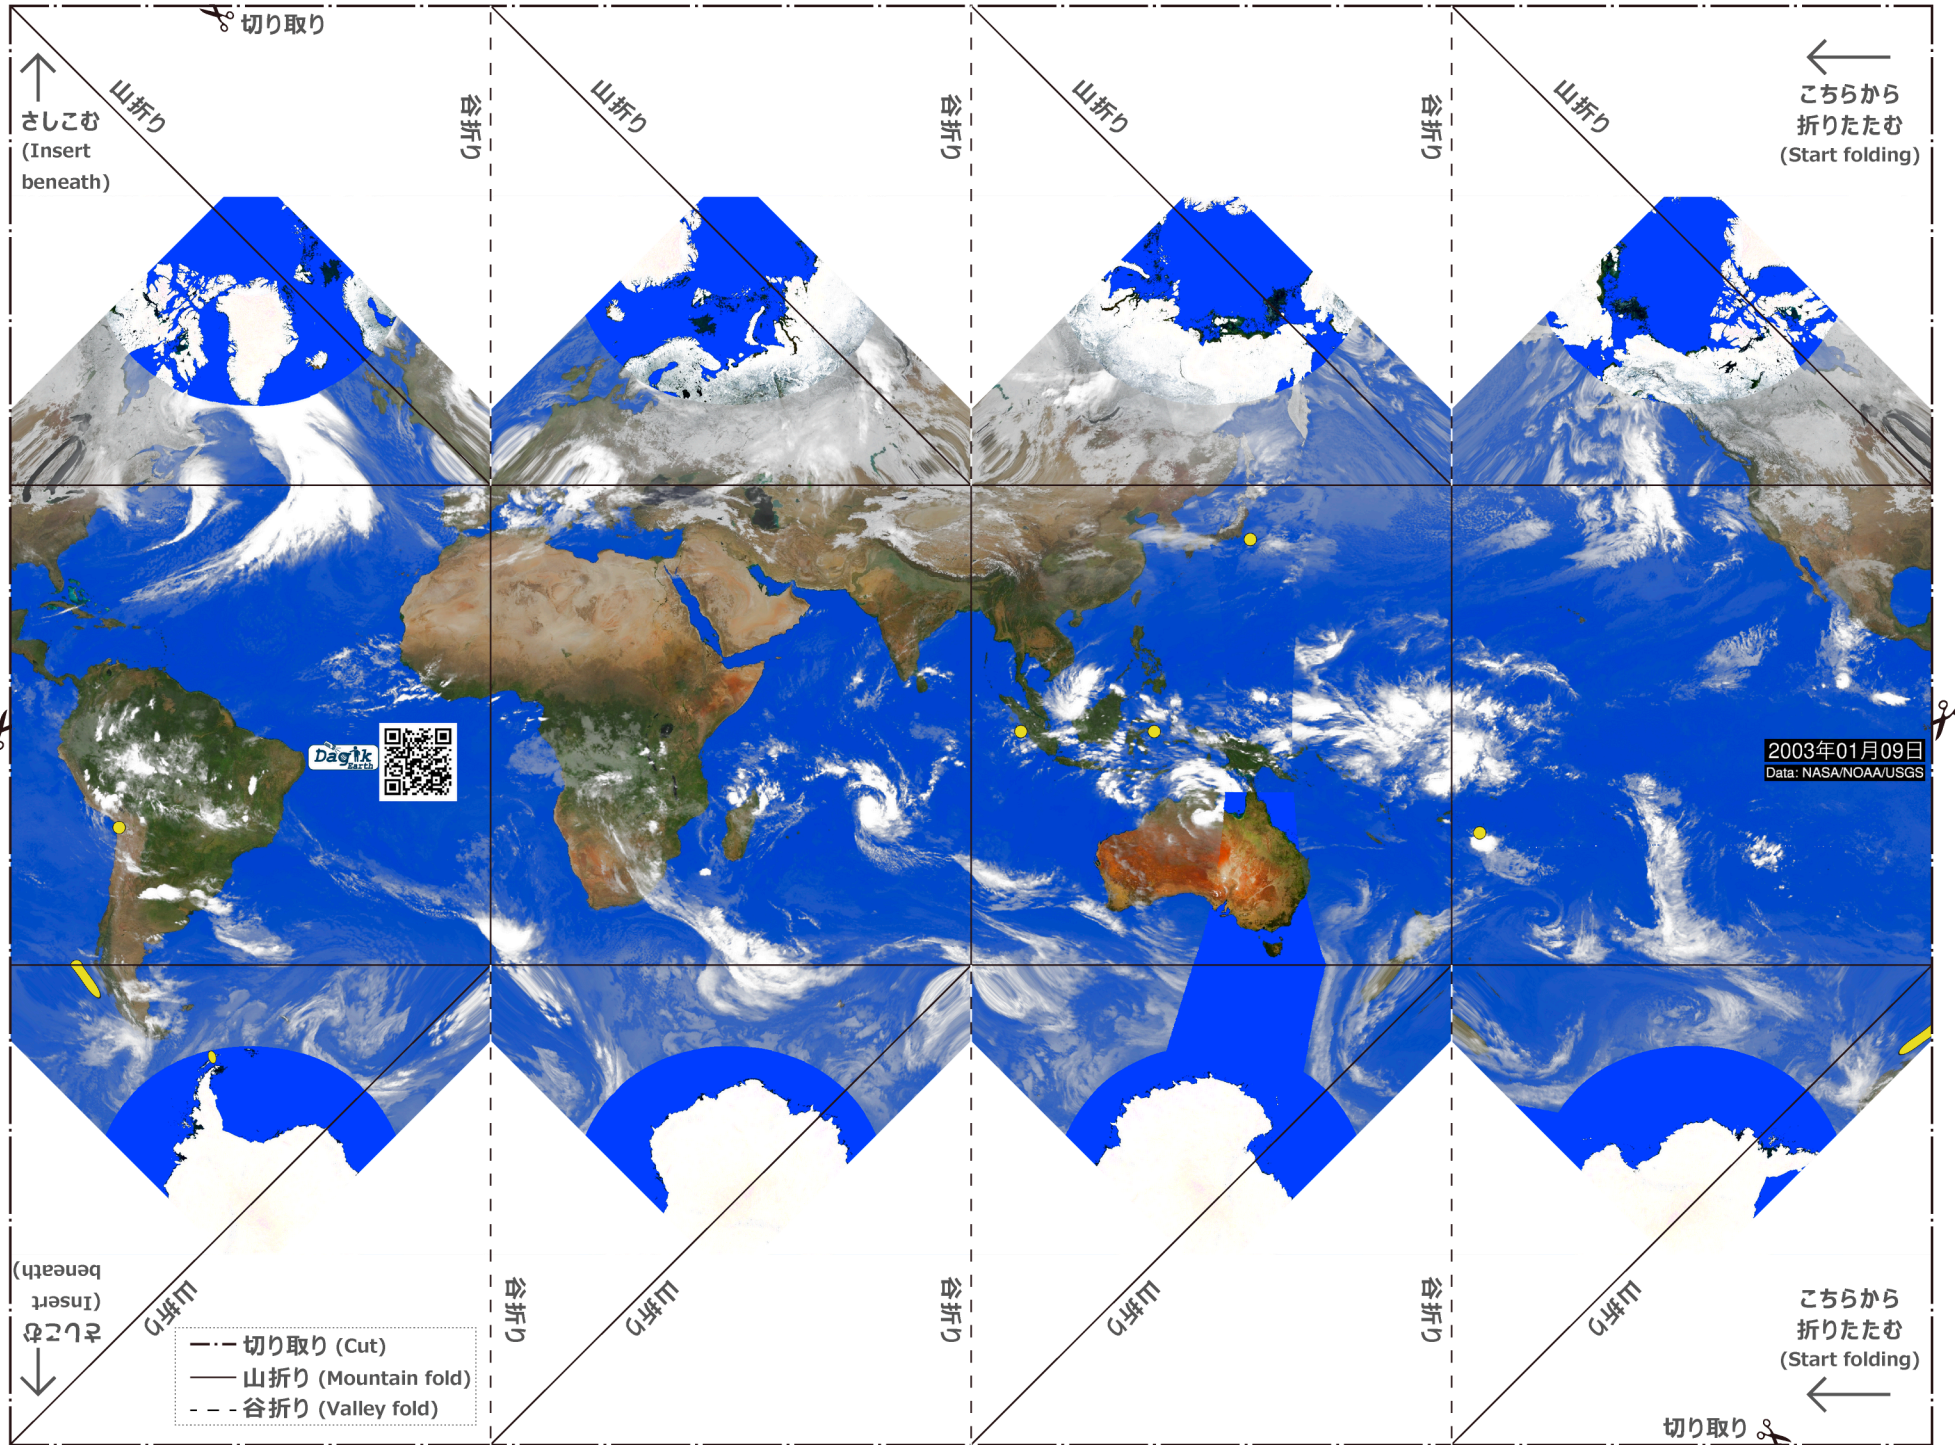 切り取り
さしこむ
(Insert
beneath)
山折り
谷折り
山折り
谷折り
山折り
谷折り
山折り
こちらから
折りたたむ
(Start folding)
Dagik
Earth
2003年01月09日
Data: NASA/NOAA/USGS
さしこむ
(Insert
beneath)
山折り
谷折り
山折り
谷折り
山折り
谷折り
山折り
こちらから
折りたたむ
(Start folding)
切り取り (Cut)
山折り (Mountain fold)
谷折り (Valley fold)
切り取り